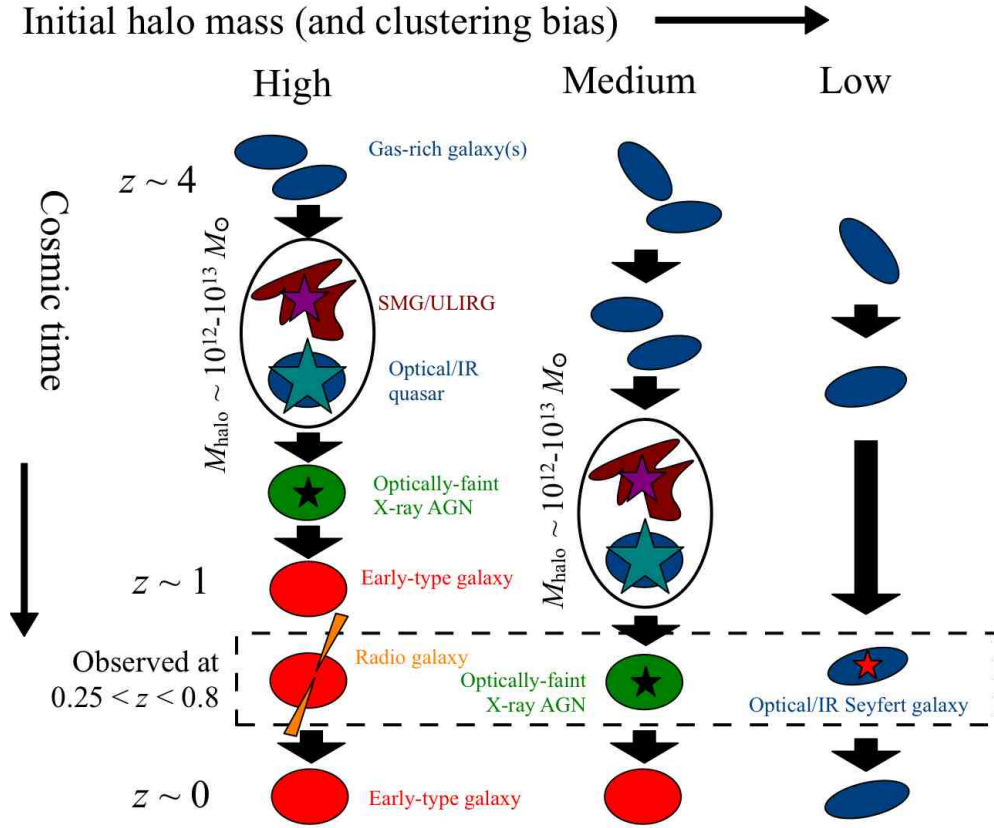 Initial halo mass (and clustering bias)
High
Medium
Low
Gas-rich galaxy(s)
z ~ 4
Cosmic time
M_halo ~ 10^12-10^13 M⊙
SMG/ULIRG
Optical/IR
quasar
Optically-faint
X-ray AGN
M_halo ~ 10^12-10^13 M⊙
z ~ 1
Early-type galaxy
Observed at
0.25 < z < 0.8
Radio galaxy
Optically-faint
X-ray AGN
Optical/IR Seyfert galaxy
z ~ 0
Early-type galaxy